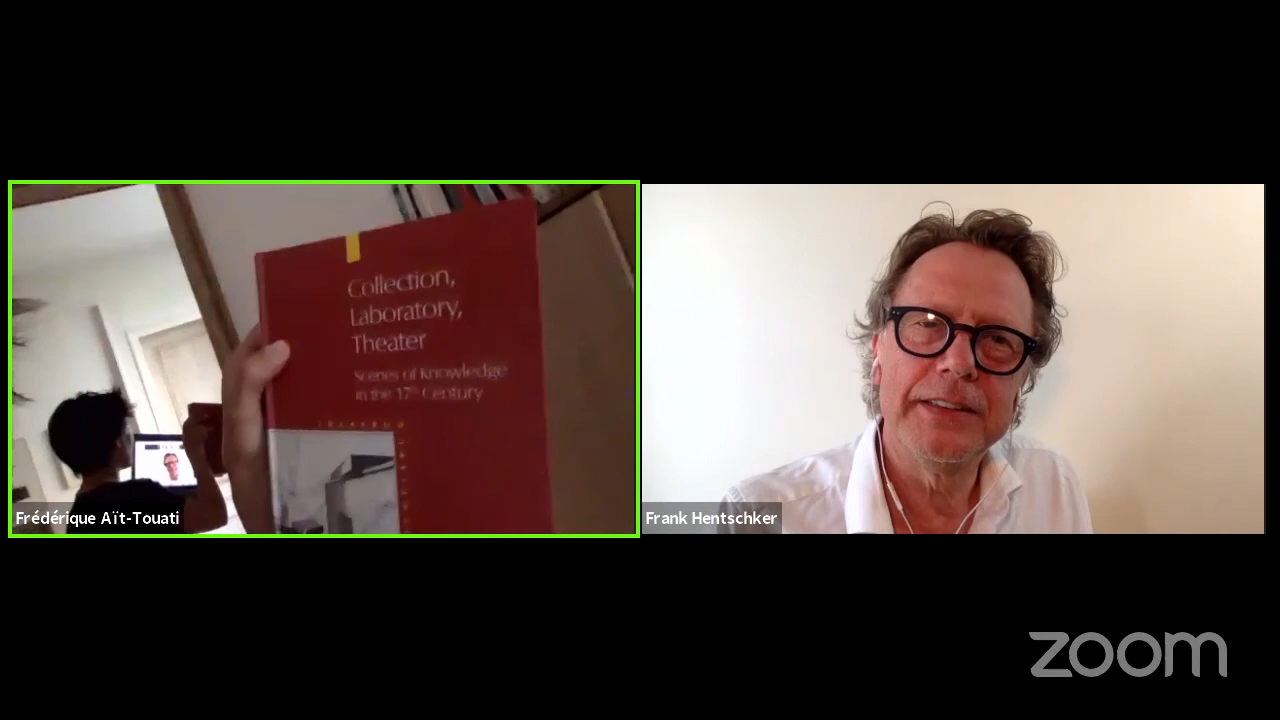 Collection,
Laboratory,
Theater
Scenes of Knowledge
in the 17th Century
Frédérique Aït-Touati
Frank Hentschker
zoom